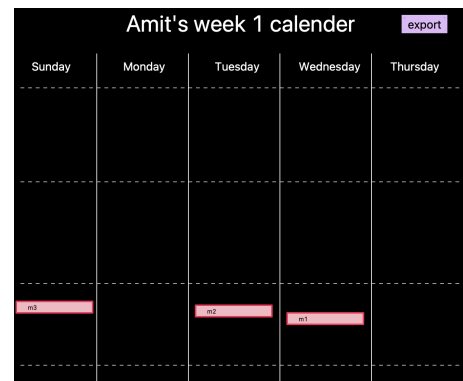 Amit's week 1 calender
export
Sunday Monday Tuesday Wednesday Thursday
m3
m2
m1